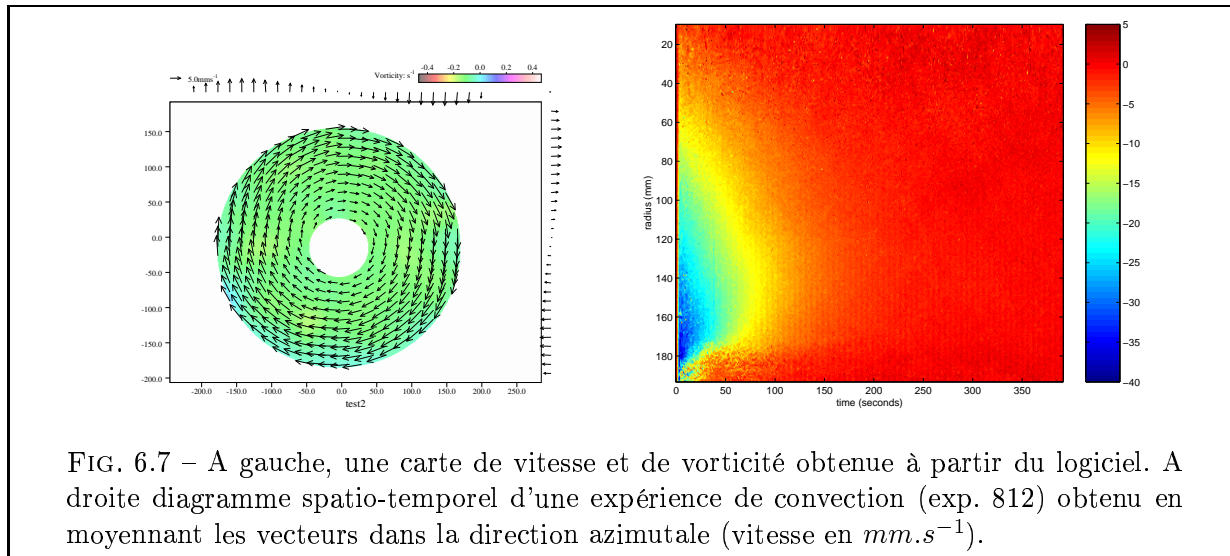 5.0mms-1
Vorticity: s-1
-0.4 -0.2 0.0 0.2 0.4
150.0
100.0
50.0
0.0
-50.0
-100.0
-150.0
-200.0
-200.0 -150.0 -100.0 -50.0 0.0 50.0 100.0 150.0 200.0 250.0
test2
radius (mm)
20
40
60
80
100
120
140
160
180
0 50 100 150 200 250 300 350
time (seconds)
5
0
−5
−10
−15
−20
−25
−30
−35
−40
FIG. 6.7 – A gauche, une carte de vitesse et de vorticité obtenue à partir du logiciel. A
droite diagramme spatio-temporel d'une expérience de convection (exp. 812) obtenu en
moyennant les vecteurs dans la direction azimutale (vitesse en mm.s−1).